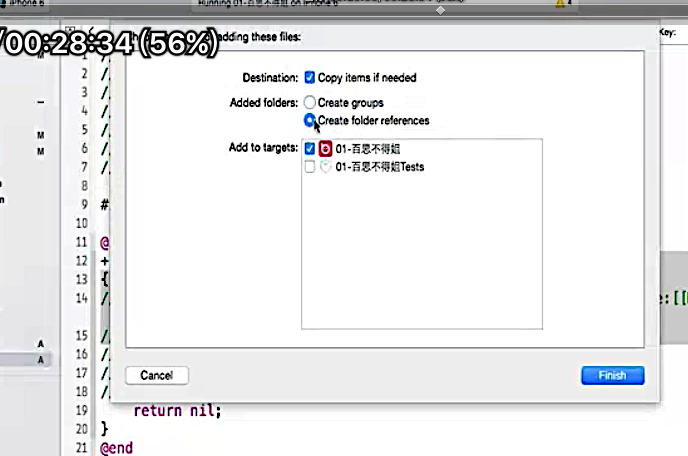 iPhone 6
Running 01-百思不得姐 on iPhone 6
4
/00:28:34 (56%)
adding these files:
Key:
Destination: Copy items if needed
Added folders: Create groups
Create folder references
Add to targets: 01-百思不得姐
01-百思不得姐Tests
M
M
A
A
1 /
2 /
3 /
4 /
5 /
6 /
7 /
8
9 #
10
11 @
12 +
13 {
14 /
e:[[
15 /
16 /
17 /
18 /
Cancel
Finish
19 return nil;
20 }
21 @end